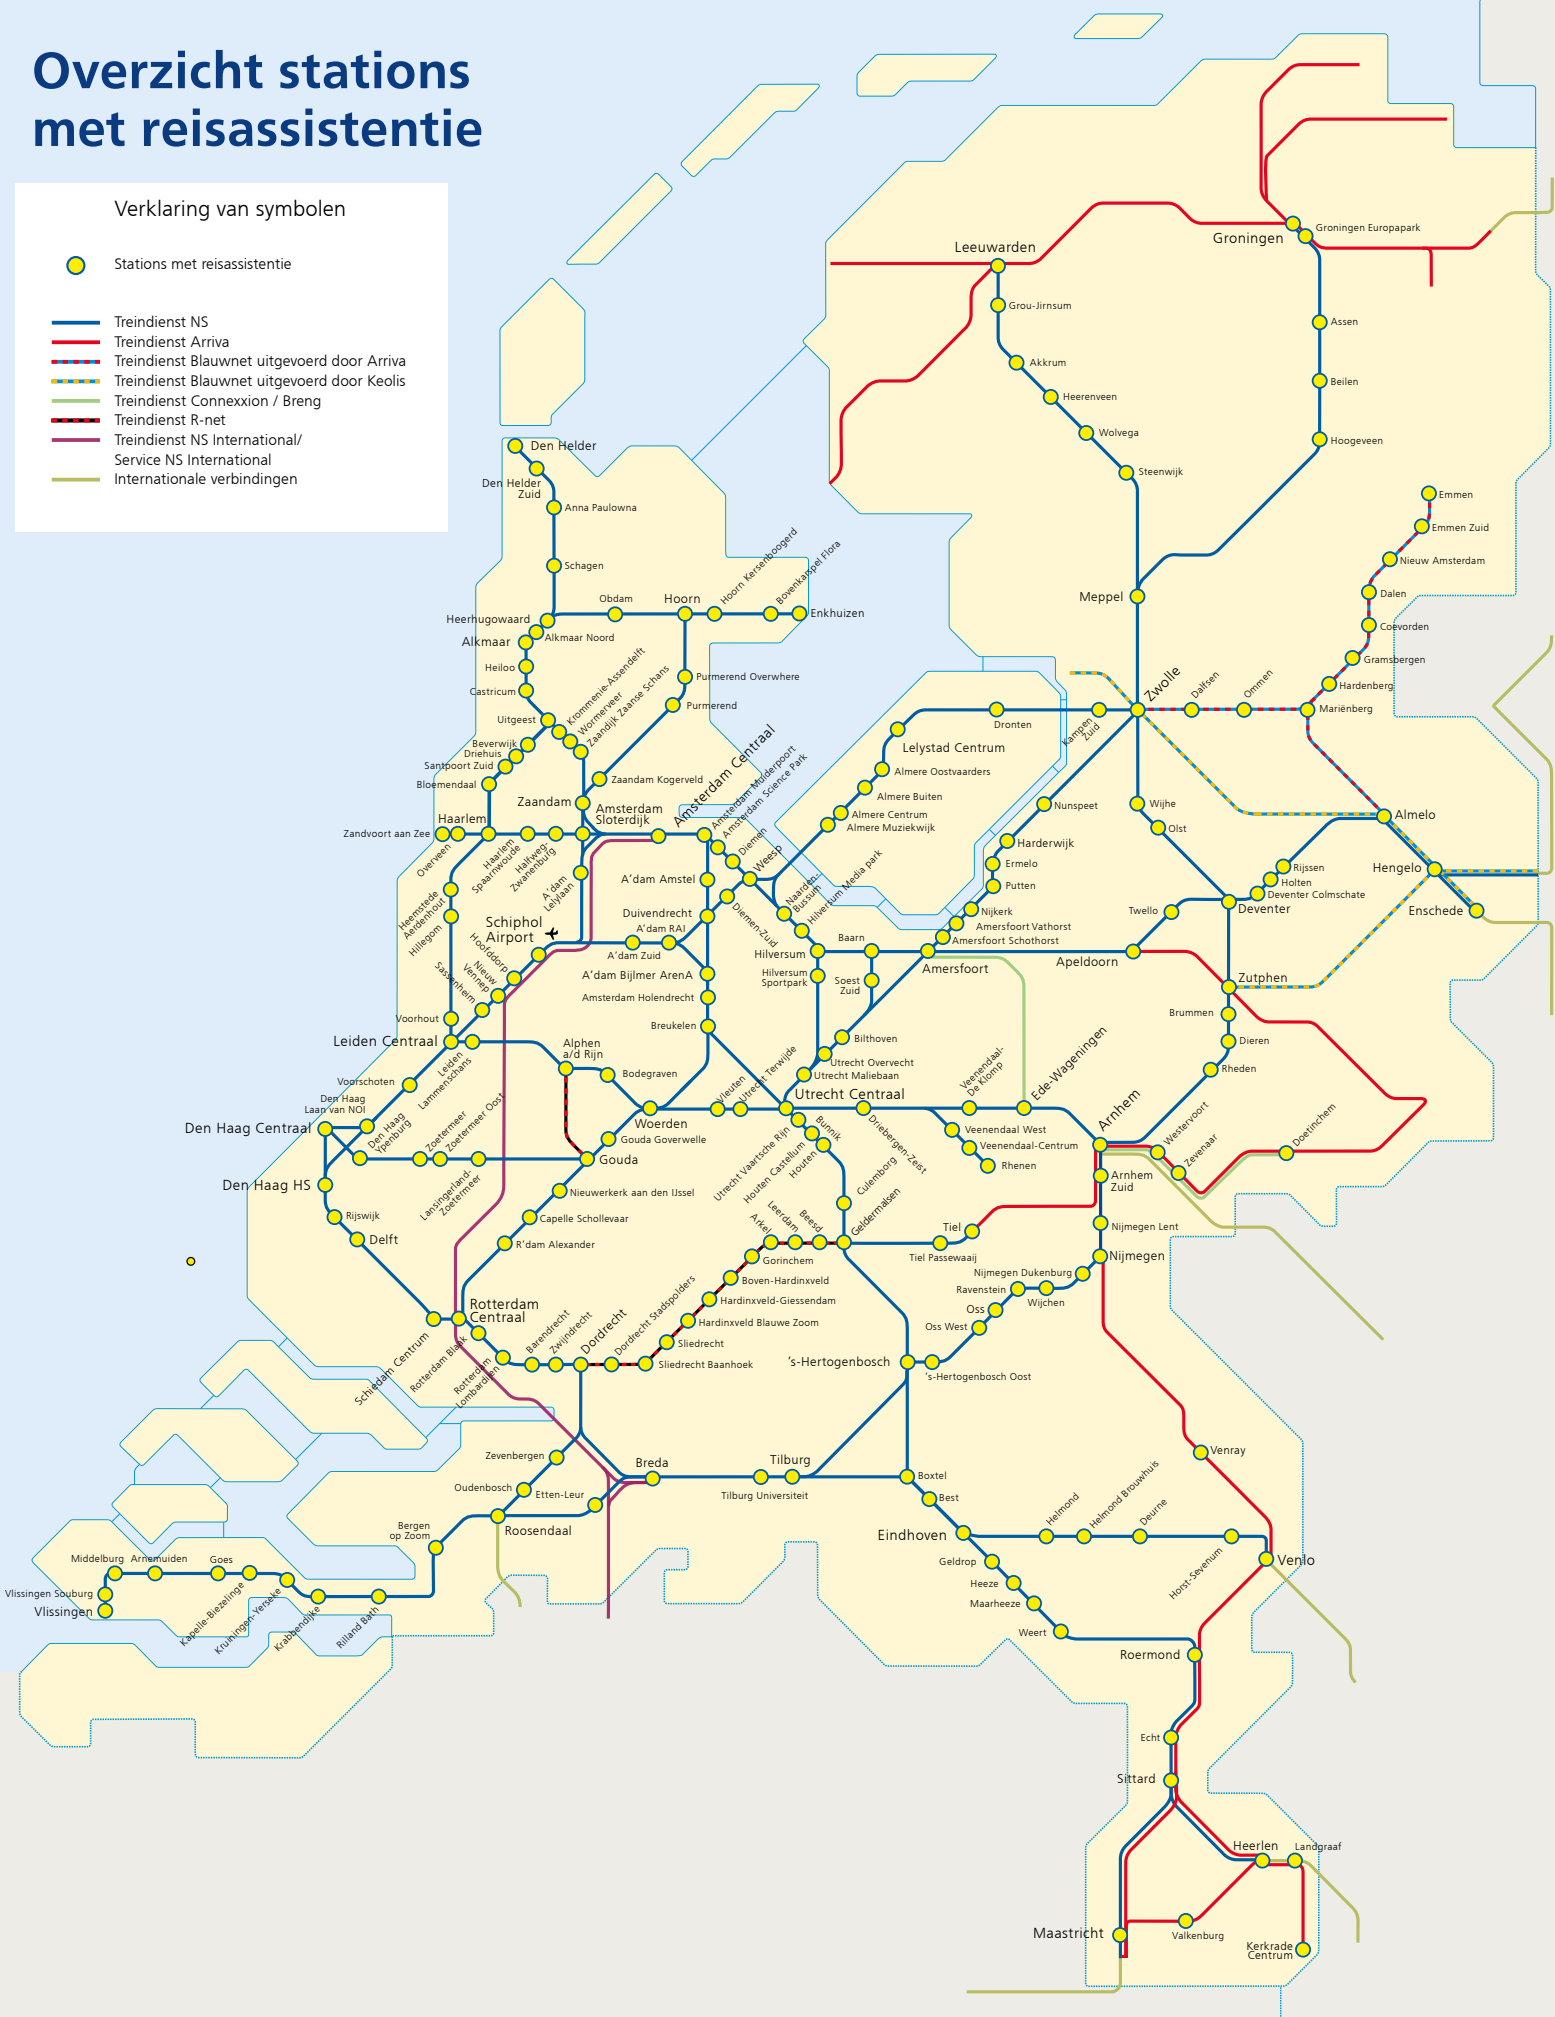 Overzicht stations
met reisassistentie
Verklaring van symbolen
Stations met reisassistentie
Treindienst NS
Treindienst Arriva
Treindienst Blauwnet uitgevoerd door Arriva
Treindienst Blauwnet uitgevoerd door Keolis
Treindienst Connexxion / Breng
Treindienst R-net
Treindienst NS International/
Service NS International
Internationale verbindingen
Leeuwarden
Groningen
Groningen Europapark
Grou-Jirnsum
Assen
Akkrum
Beilen
Heerenveen
Wolvega
Hoogeveen
Steenwijk
Emmen
Emmen Zuid
Nieuw Amsterdam
Dalen
Coevorden
Gramsbergen
Hardenberg
Mariënberg
Ommen
Dalfsen
Zwolle
Meppel
Den Helder
Den Helder
Zuid
Anna Paulowna
Schagen
Obdam
Hoorn
Hoorn Kersenboogerd
Bovenkarspel Flora
Enkhuizen
Heerhugowaard
Alkmaar Noord
Alkmaar
Heiloo
Castricum
Uitgeest
Krommenie-Assendelft
Wormerveer
Zaandijk Zaanse Schans
Purmerend Overwhere
Purmerend
Beverwijk
Driehuis
Santpoort Zuid
Bloemendaal
Zaandam Kogerveld
Zaandam
Amsterdam
Sloterdijk
Amsterdam Centraal
Amsterdam Muiderpoort
Amsterdam Science Park
Diemen
Weesp
Haarlem
Zandvoort aan Zee
Overveen
Haarlem
Spaarnwoude
Halfweg-
Zwanenburg
A'dam
Lelylaan
Heemstede
Aerdenhout
Hillegom
Schiphol
Airport
Hoofddorp
Nieuw
Vennep
Sassenheim
Voorhout
Leiden Centraal
Leiden
Lammenschans
A'dam Amstel
Duivendrecht
A'dam RAI
A'dam Zuid
Diemen-Zuid
A'dam Bijlmer ArenA
Amsterdam Holendrecht
Breukelen
Naarden-
Bussum
Hilversum Media park
Hilversum
Hilversum
Sportpark
Baarn
Soest
Zuid
Bilthoven
Utrecht Overvecht
Utrecht Maliebaan
Utrecht Centraal
Dronten
Kampen
Zuid
Lelystad Centrum
Almere Oostvaarders
Almere Buiten
Almere Centrum
Almere Muziekwijk
Nunspeet
Harderwijk
Ermelo
Putten
Nijkerk
Amersfoort Vathorst
Amersfoort Schothorst
Amersfoort
Wijhe
Olst
Almelo
Hengelo
Enschede
Rijssen
Holten
Deventer Colmschate
Deventer
Twello
Apeldoorn
Zutphen
Brummen
Dieren
Rheden
Alphen
a/d Rijn
Bodegraven
Woerden
Vleuten
Utrecht Terwijde
Voorschoten
Den Haag
Laan van NOI
Den Haag Centraal
Den Haag
Ypenburg
Zoetermeer
Zoetermeer Oost
Lansingerland-
Zoetermeer
Gouda Goverwelle
Gouda
Den Haag HS
Rijswijk
Delft
Nieuwerkerk aan den IJssel
Capelle Schollevaar
R'dam Alexander
Rotterdam
Centraal
Schiedam Centrum
Rotterdam Blaak
Rotterdam
Lombardijen
Barendrecht
Zwijndrecht
Dordrecht
Dordrecht Stadspolders
Sliedrecht Baanhoek
Sliedrecht
Hardinxveld Blauwe Zoom
Hardinxveld-Giessendam
Boven-Hardinxveld
Gorinchem
Arkel
Leerdam
Beesd
Geldermalsen
Culemborg
Utrecht Vaartsche Rijn
Houten Castellum
Houten
Bunnik
Driebergen-Zeist
Veenendaal-
De Klomp
Ede-Wageningen
Veenendaal West
Veenendaal-Centrum
Rhenen
Arnhem
Westervoort
Zevenaar
Doetinchem
Arnhem
Zuid
Nijmegen Lent
Nijmegen
Nijmegen Dukenburg
Wijchen
Ravenstein
Oss
Oss West
Tiel
Tiel Passewaaij
's-Hertogenbosch
's-Hertogenbosch Oost
Zevenbergen
Oudenbosch
Etten-Leur
Breda
Tilburg
Tilburg Universiteit
Boxtel
Best
Eindhoven
Helmond
Helmond Brouwhuis
Deurne
Horst-Sevenum
Venray
Venlo
Geldrop
Heeze
Maarheeze
Weert
Roermond
Roosendaal
Bergen
op Zoom
Middelburg
Arnemuiden
Goes
Vlissingen Souburg
Vlissingen
Kapelle-Biezelinge
Kruiningen-Yerseke
Krabbendijke
Rilland Bath
Echt
Sittard
Heerlen
Landgraaf
Maastricht
Valkenburg
Kerkrade
Centrum